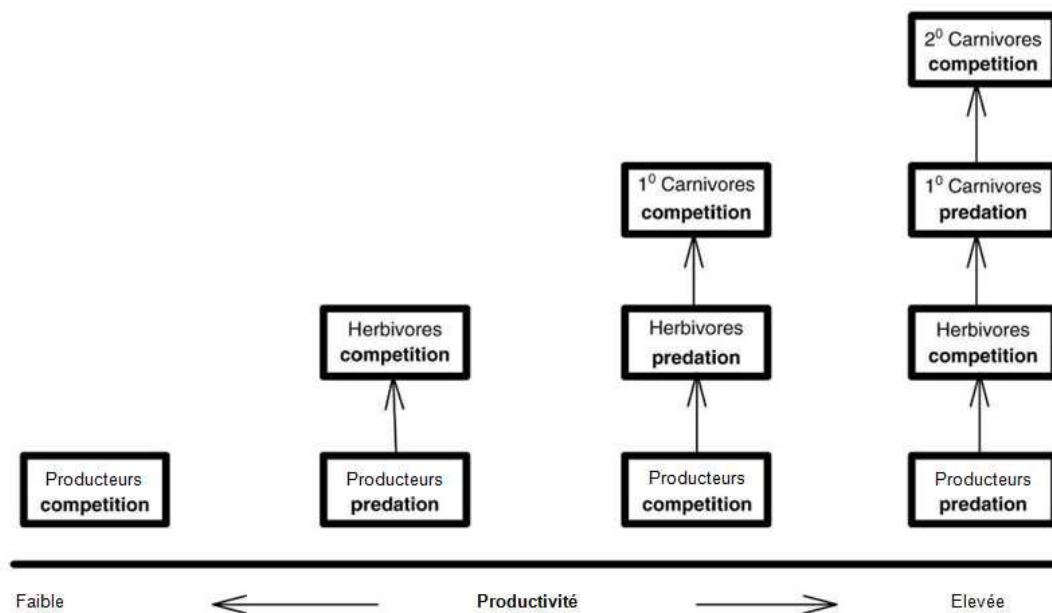 2⁰ Carnivores
competition
1⁰ Carnivores
competition
1⁰ Carnivores
predation
Herbivores
competition
Herbivores
predation
Herbivores
competition
Producteurs
competition
Producteurs
predation
Producteurs
competition
Producteurs
predation
Faible
Productivité
Elevée